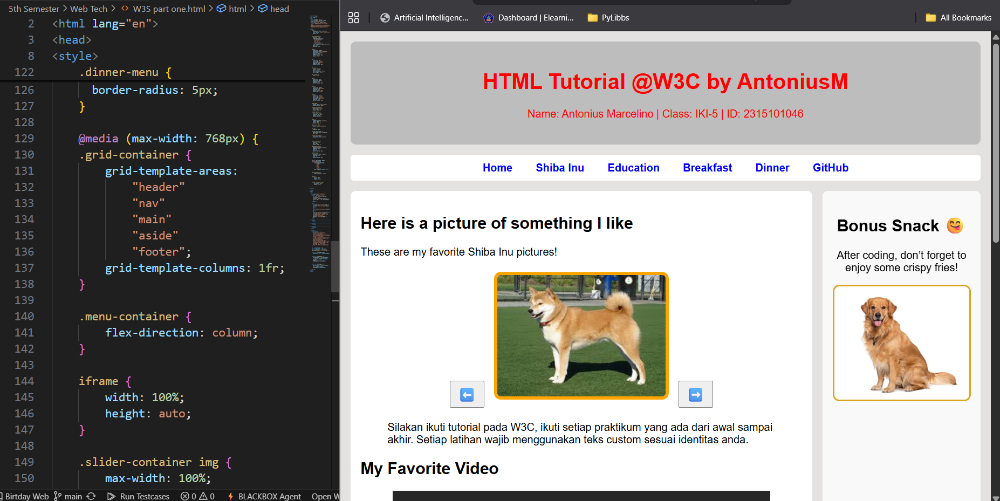 5th Semester > Web Tech > W3S part one.html > html > head
2 <html lang="en">
3 <head>
8 <style>
122 .dinner-menu {
126 border-radius: 5px;
127 }
128
129 @media (max-width: 768px) {
130 .grid-container {
131 grid-template-areas:
132 "header"
133 "nav"
134 "main"
135 "aside"
136 "footer";
137 grid-template-columns: 1fr;
138 }
139
140 .menu-container {
141 flex-direction: column;
142 }
143
144 iframe {
145 width: 100%;
146 height: auto;
147 }
148
149 .slider-container img {
150 max-width: 100%;
Birtday Web main Run Testcases 0 0 BLACKBOX Agent Open W
Artificial Intelligenc... Dashboard | Elearni... PyLibbs All Bookmarks
HTML Tutorial @W3C by AntoniusM
Name: Antonius Marcelino | Class: IKI-5 | ID: 2315101046
Home Shiba Inu Education Breakfast Dinner GitHub
Here is a picture of something I like
These are my favorite Shiba Inu pictures!
Silakan ikuti tutorial pada W3C, ikuti setiap praktikum yang ada dari awal sampai
akhir. Setiap latihan wajib menggunakan teks custom sesuai identitas anda.
My Favorite Video
Bonus Snack 😋
After coding, don’t forget to
enjoy some crispy fries!